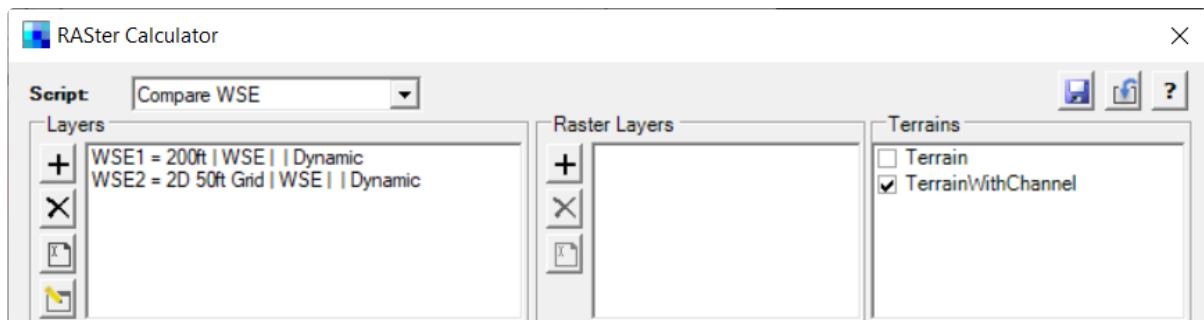 RASter Calculator
Script: Compare WSE
?
Layers
WSE1 = 200ft | WSE | | Dynamic
WSE2 = 2D 50ft Grid | WSE | | Dynamic
Raster Layers
Terrains
Terrain
TerrainWithChannel